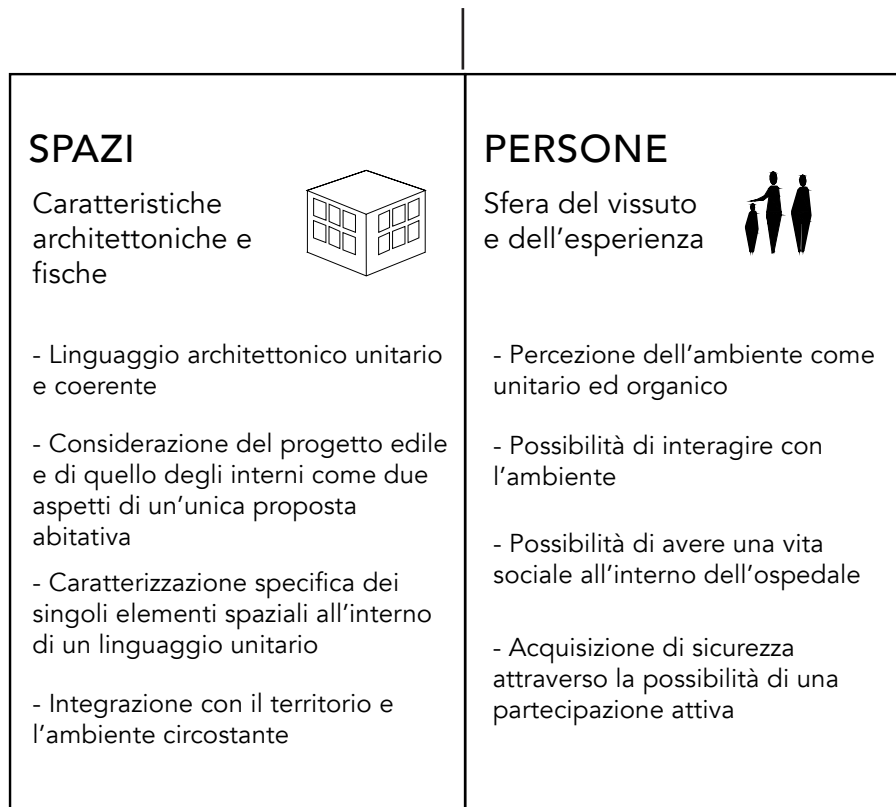 SPAZI
Caratteristiche
architettoniche e
fische
- Linguaggio architettonico unitario
e coerente
- Considerazione del progetto edile
e di quello degli interni come due
aspetti di un’unica proposta
abitativa
- Caratterizzazione specifica dei
singoli elementi spaziali all’interno
di un linguaggio unitario
- Integrazione con il territorio e
l’ambiente circostante
PERSONE
Sfera del vissuto
e dell’esperienza
- Percezione dell’ambiente come
unitario ed organico
- Possibilità di interagire con
l’ambiente
- Possibilità di avere una vita
sociale all’interno dell’ospedale
- Acquisizione di sicurezza
attraverso la possibilità di una
partecipazione attiva